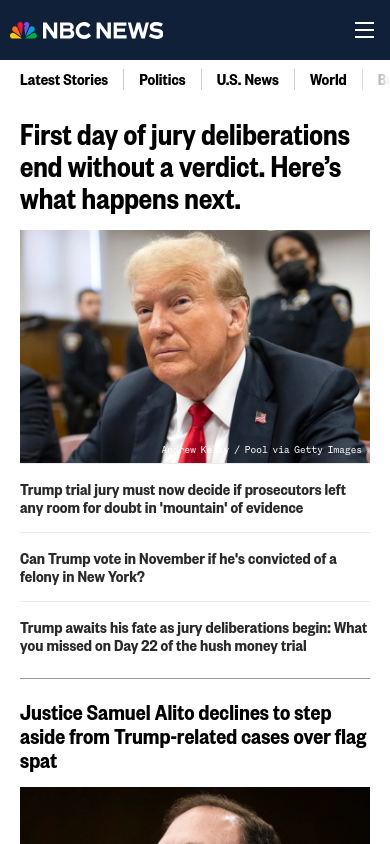 NBC NEWS
Latest Stories
Politics
U.S. News
World
First day of jury deliberations
end without a verdict. Here’s
what happens next.
/ Pool via Getty Images
Trump trial jury must now decide if prosecutors left
any room for doubt in 'mountain' of evidence
Can Trump vote in November if he's convicted of a
felony in New York?
Trump awaits his fate as jury deliberations begin: What
you missed on Day 22 of the hush money trial
Justice Samuel Alito declines to step
aside from Trump-related cases over flag
spat